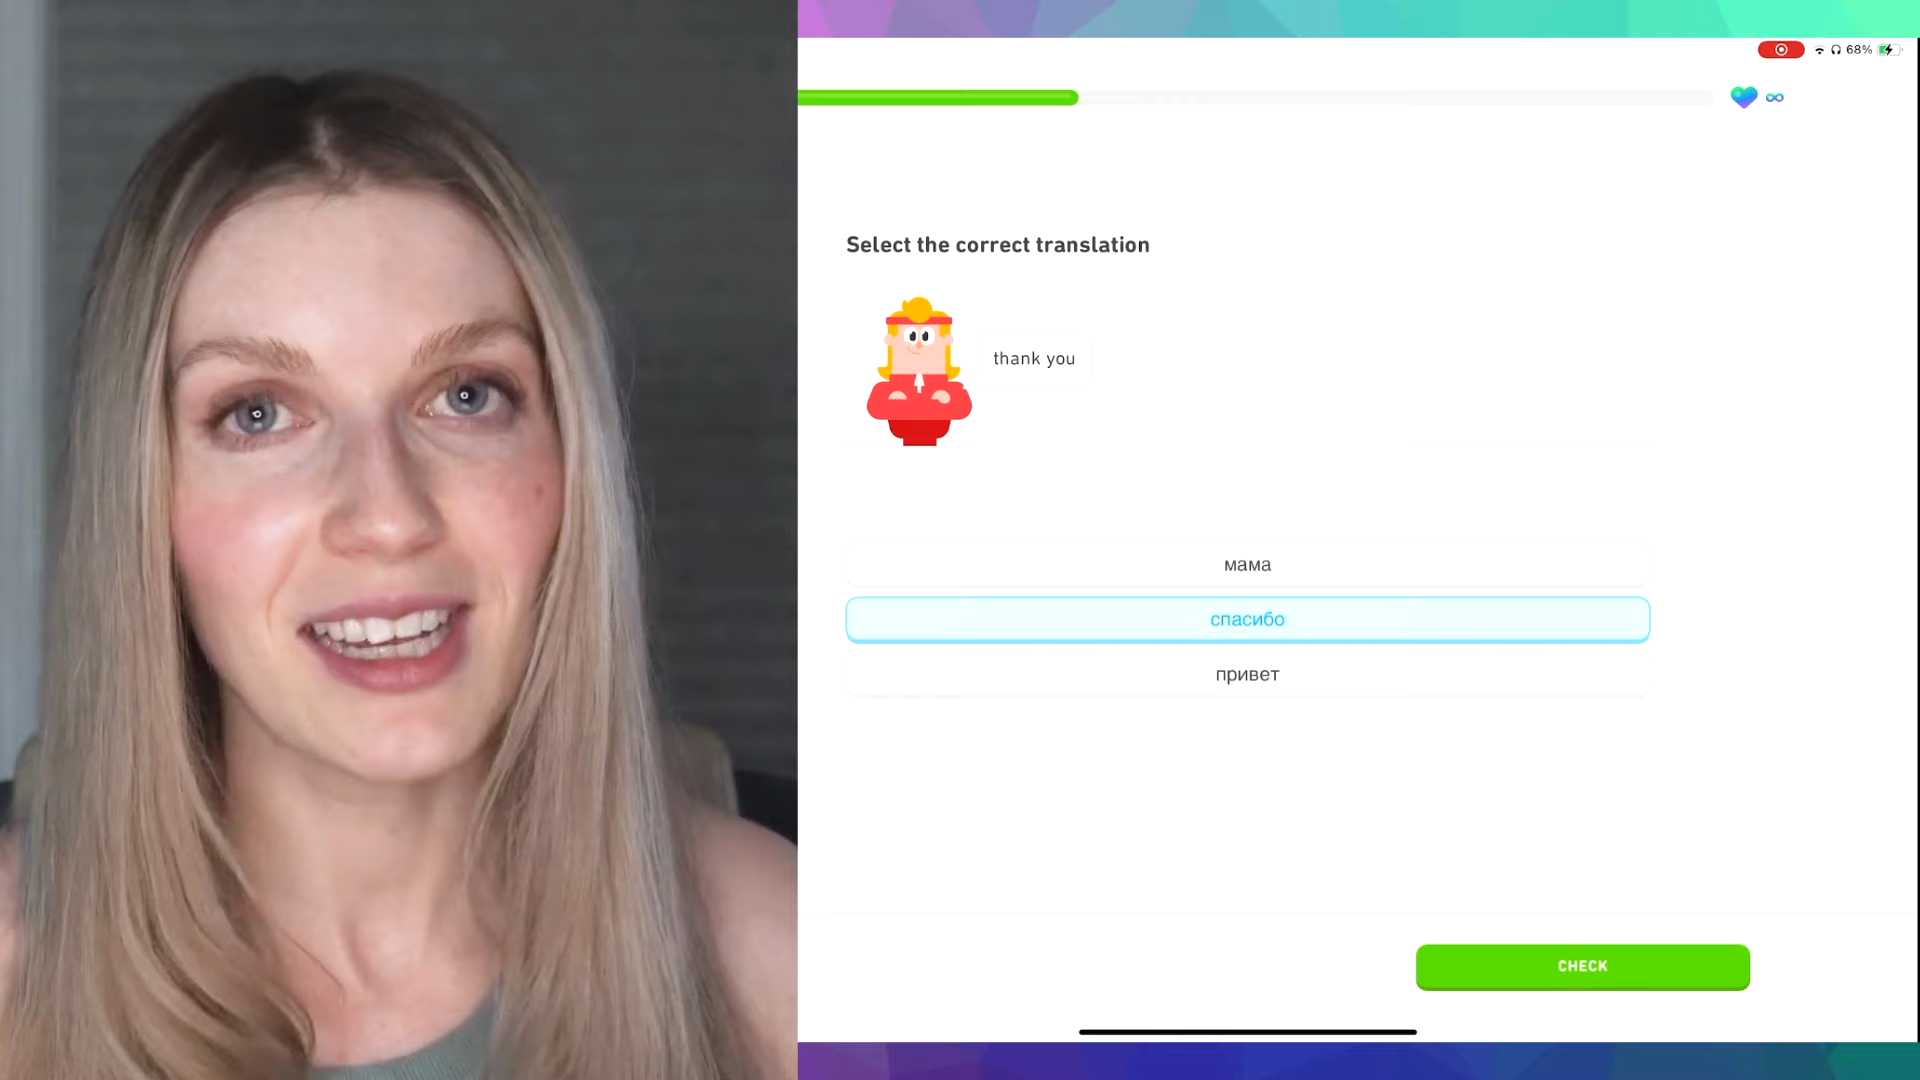 68%
Select the correct translation
thank you
мама
спасибо
привет
CHECK